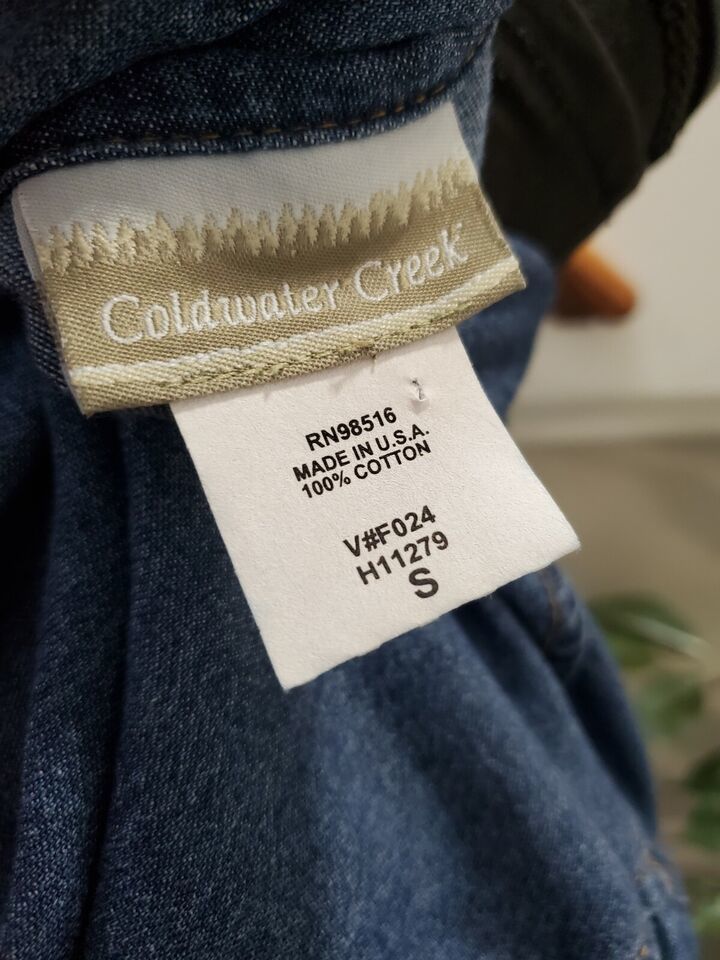 Coldwater Creek
RN98516
MADE IN U.S.A.
100% COTTON
V#F024
H11279
S